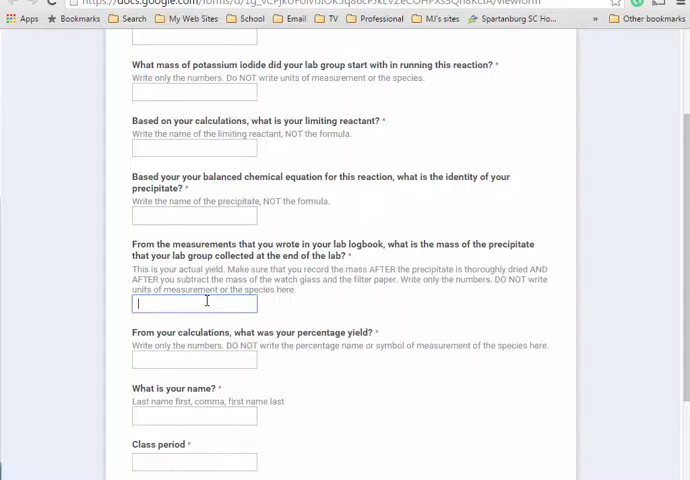 Apps Bookmarks Search My Web Sites School Email TV Professional MJ's sites Spartanburg SC Ho... » Other bookmarks
What mass of potassium iodide did your lab group start with in running this reaction? *
Write only the numbers. Do NOT write units of measurement or the species.
Based on your calculations, what is your limiting reactant? *
Write the name of the limiting reactant, NOT the formula.
Based your your balanced chemical equation for this reaction, what is the identity of your
precipitate? *
Write the name of the precipitate, NOT the formula.
From the measurements that you wrote in your lab logbook, what is the mass of the precipitate
that your lab group collected at the end of the lab? *
This is your actual yield. Make sure that you record the mass AFTER the precipitate is thoroughly dried AND
AFTER you subtract the mass of the watch glass and the filter paper. Write only the numbers. DO NOT write
units of measurement or the species here.
From your calculations, what was your percentage yield? *
Write only the numbers. DO NOT write the percentage name or symbol of measurement of the species here.
What is your name? *
Last name first, comma, first name last
Class period *